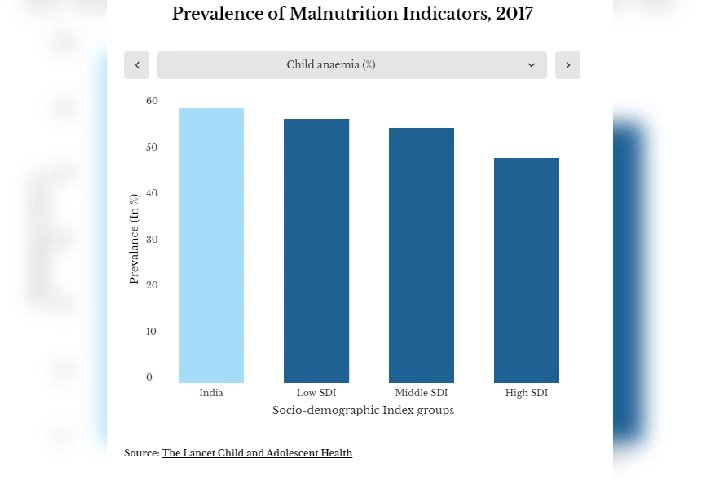 Prevalence of Malnutrition Indicators, 2017
Child anaemia (%)
Prevalance (In %)
60
50
40
30
20
10
0
India
Low SDI
Middle SDI
High SDI
Socio-demographic Index groups
Source: The Lancet Child and Adolescent Health